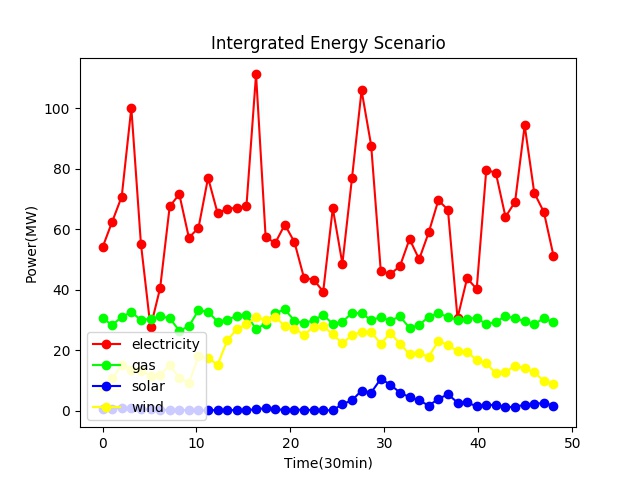 Intergrated Energy Scenario
Power(MW)
100
80
60
40
20
0
electricity
gas
solar
wind
0 10 20 30 40 50
Time(30min)